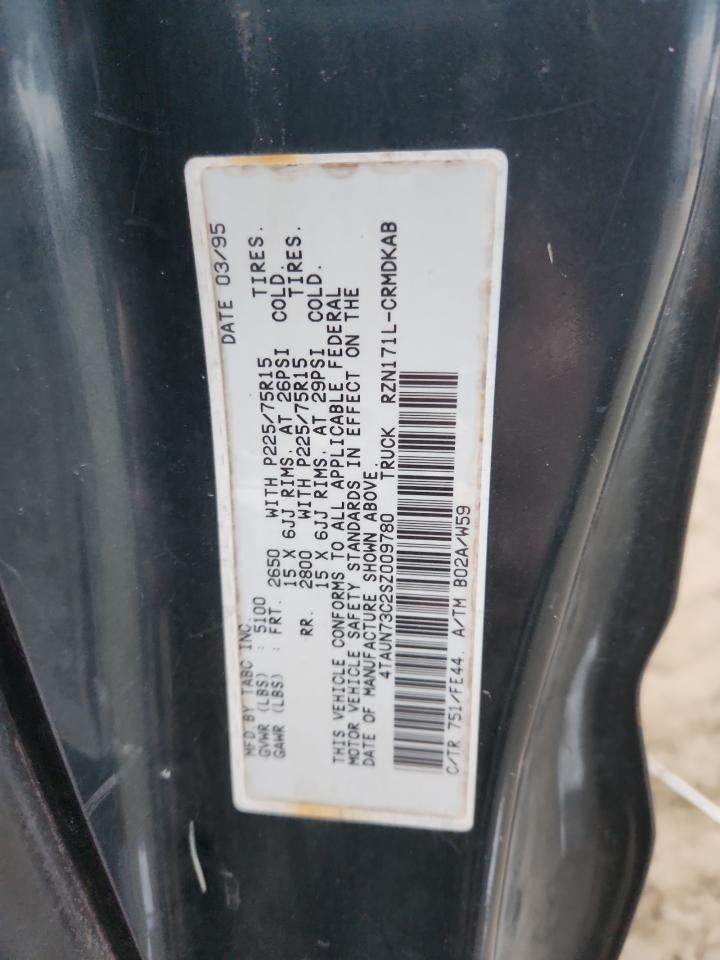 MFD.BY TABC INC. DATE 03/95
GVWR (LBS) : 5100
GAWR (LBS) : FRT. 2650 WITH P225/75R15 TIRES.
15 X 6JJ RIMS. AT 26PSI COLD.
RR. 2800 WITH P225/75R15 TIRES.
15 X 6JJ RIMS. AT 29PSI COLD.
THIS VEHICLE CONFORMS TO ALL APPLICABLE FEDERAL
MOTOR VEHICLE SAFETY STANDARDS IN EFFECT ON THE
DATE OF MANUFACTURE SHOWN ABOVE.
4TAUN73C2SZ009780 TRUCK RZN171L-CRMDKAB
C/TR 751/FE44. A/TM B02A/W59